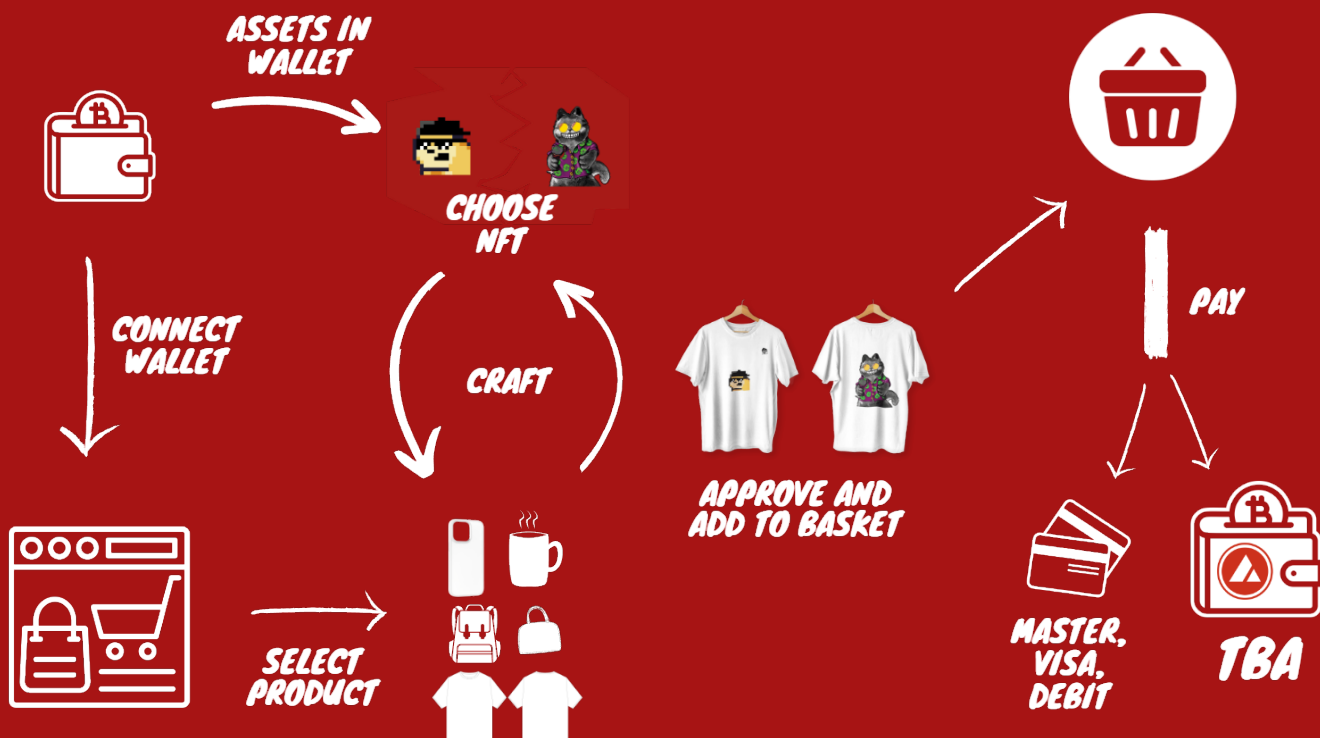 ASSETS IN
WALLET
CHOOSE
NFT
CONNECT
WALLET
CRAFT
PAY
APPROVE AND
ADD TO BASKET
SELECT
PRODUCT
MASTER,
VISA,
DEBIT
TBA